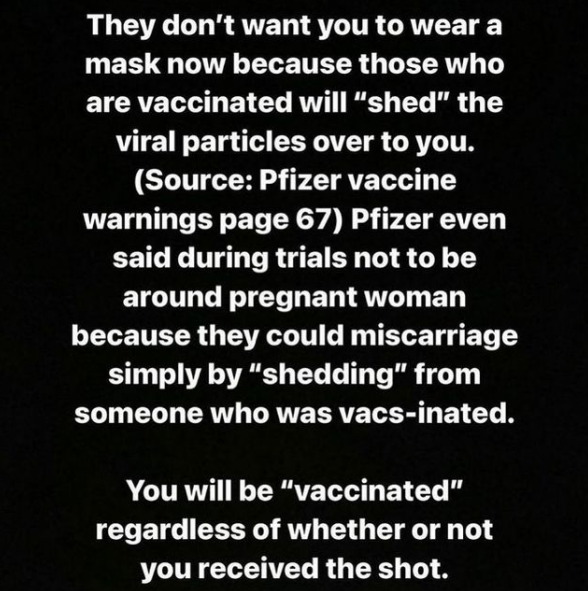 They don’t want you to wear a
mask now because those who
are vaccinated will “shed” the
viral particles over to you.
(Source: Pfizer vaccine
warnings page 67) Pfizer even
said during trials not to be
around pregnant woman
because they could miscarriage
simply by “shedding” from
someone who was vacs-inated.
You will be “vaccinated”
regardless of whether or not
you received the shot.